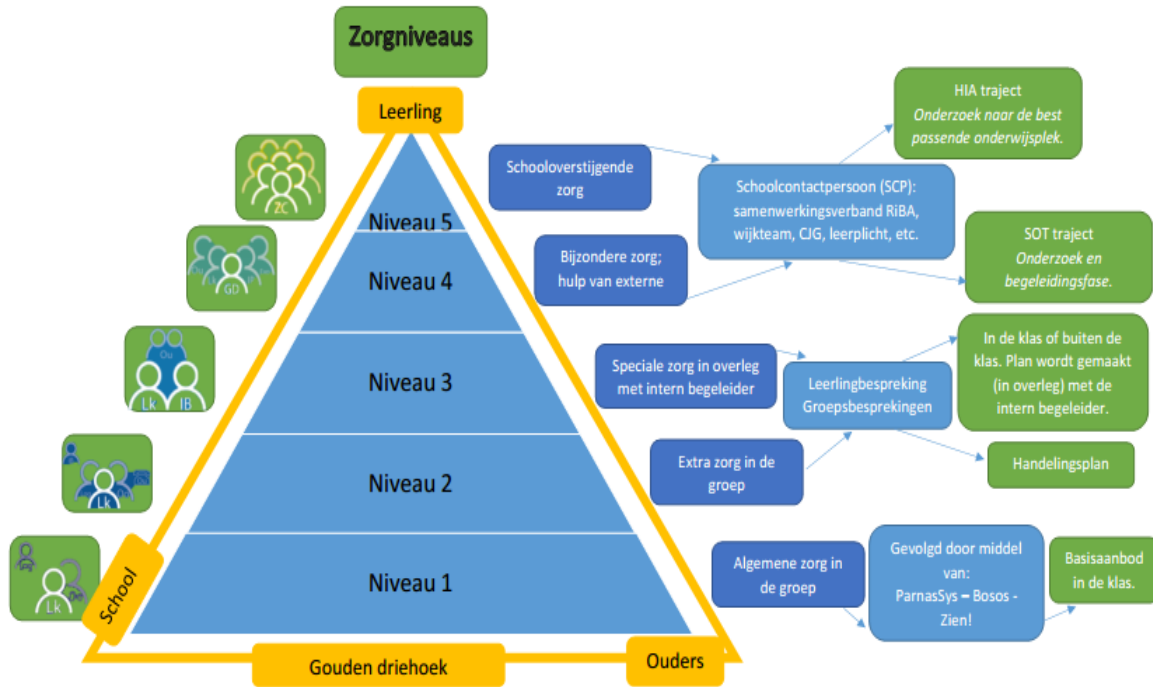 Zorgniveaus
Leerling
Niveau 5
Niveau 4
Niveau 3
Niveau 2
Niveau 1
School
Gouden driehoek
Ouders
ZC
GD
Ou
Lk
IB
Lk
Lk
Schooloverstijgende
zorg
Bijzondere zorg;
hulp van externe
Schoolcontactpersoon (SCP):
samenwerkingsverband RiBA,
wijkteam, CJG, leerplicht, etc.
HIA traject
Onderzoek naar de best
passende onderwijsplek.
SOT traject
Onderzoek en
begeleidingsfase.
Speciale zorg in overleg
met intern begeleider
Extra zorg in de
groep
Leerlingbespreking
Groepsbesprekingen
In de klas of buiten de
klas. Plan wordt gemaakt
(in overleg) met de
intern begeleider.
Handelingsplan
Algemene zorg in
de groep
Gevolgd door middel
van:
ParnasSys – Bosos -
Zien!
Basisaanbod
in de klas.